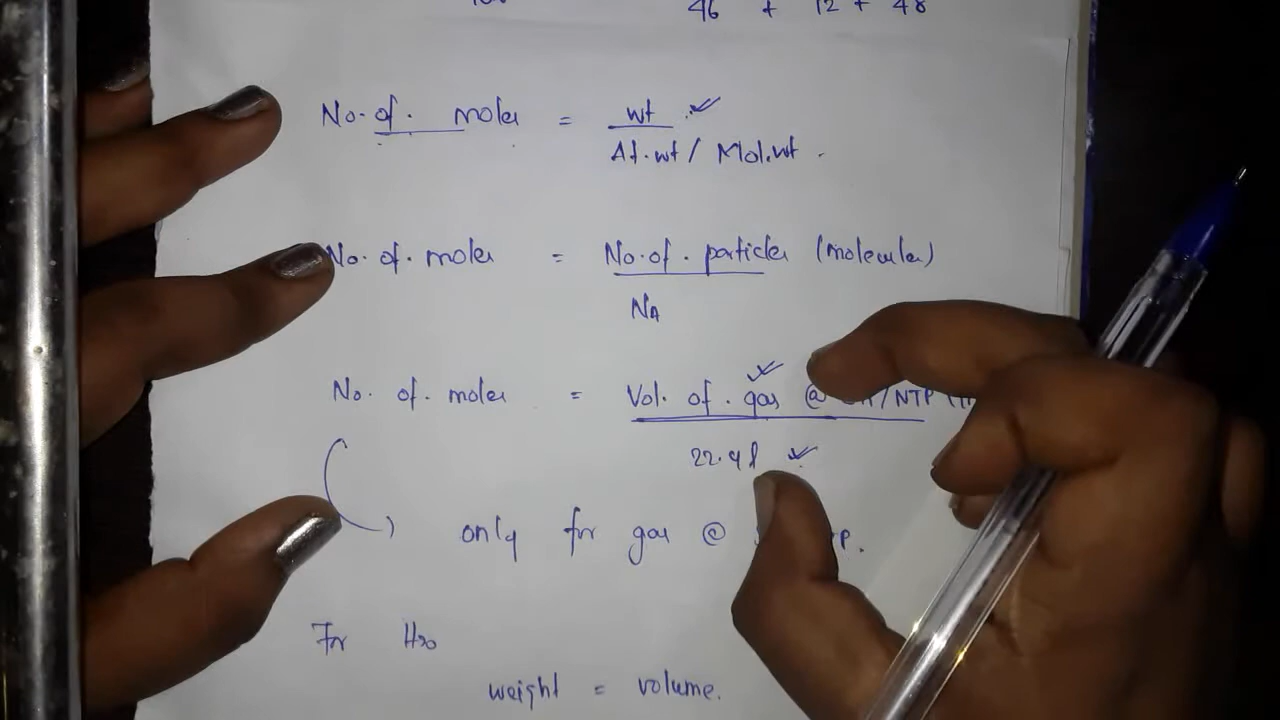 46 + 12 + 48
No. of. moles = wt
At. wt / Mol. wt.
No. of. moles = No. of. particles (molecules)
NA
No. of. moles = Vol. of. gas @ /NTP
22.4l
only for gas @
For H2O
weight = volume.